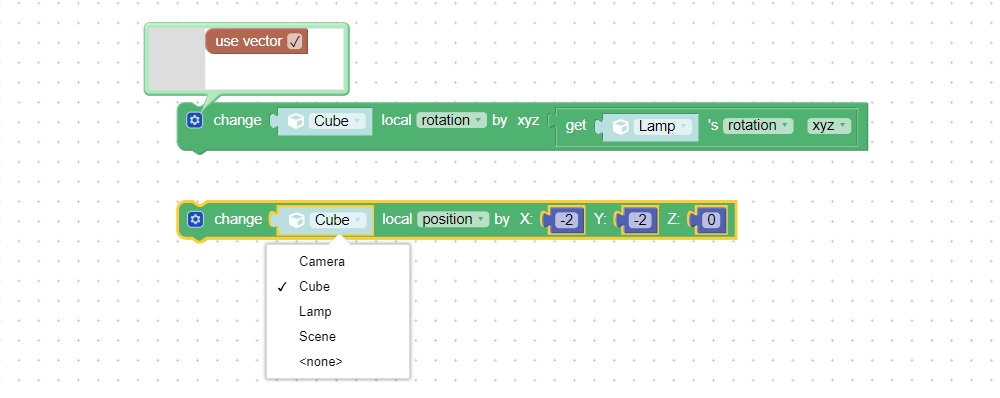 use vector ✓
change Cube local rotation by xyz get Lamp 's rotation xyz
change Cube local position by X: -2 Y: -2 Z: 0
Camera
✓ Cube
Lamp
Scene
<none>